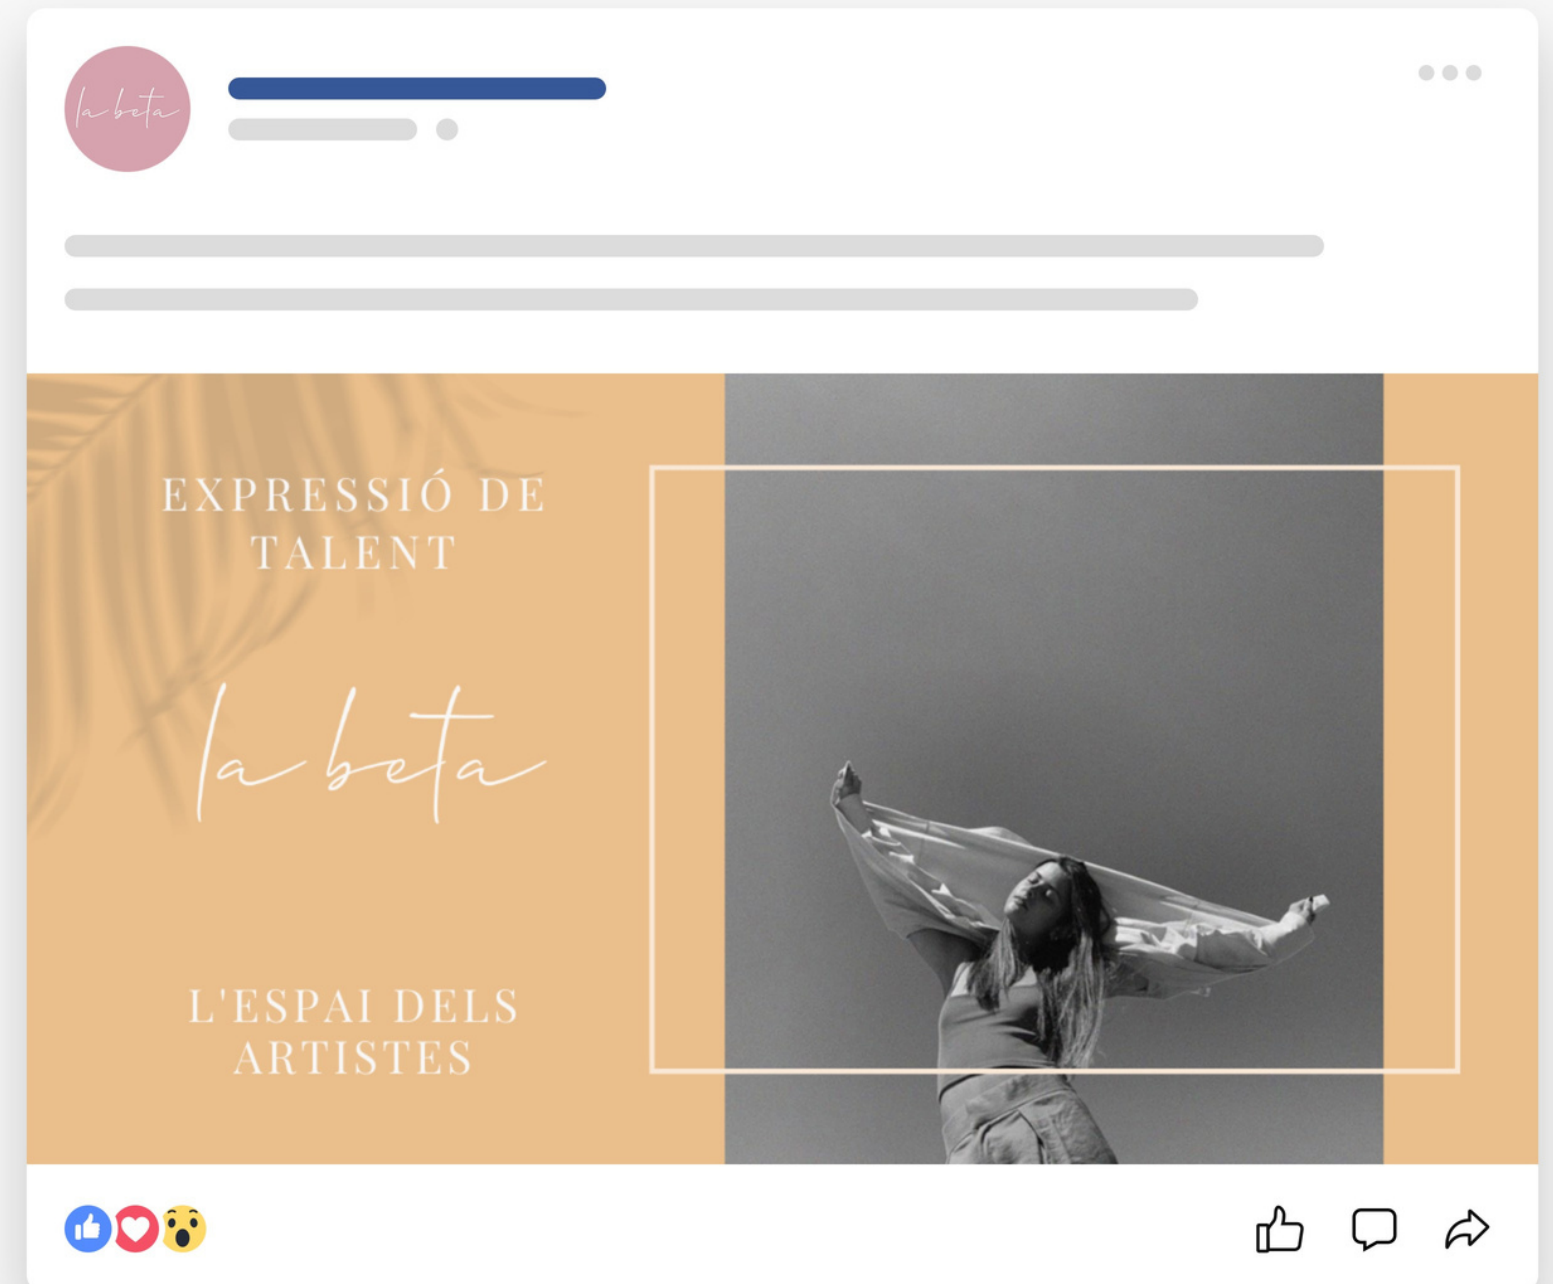 la beta
EXPRESSIÓ DE
TALENT
la beta
L'ESPAI DELS
ARTISTES